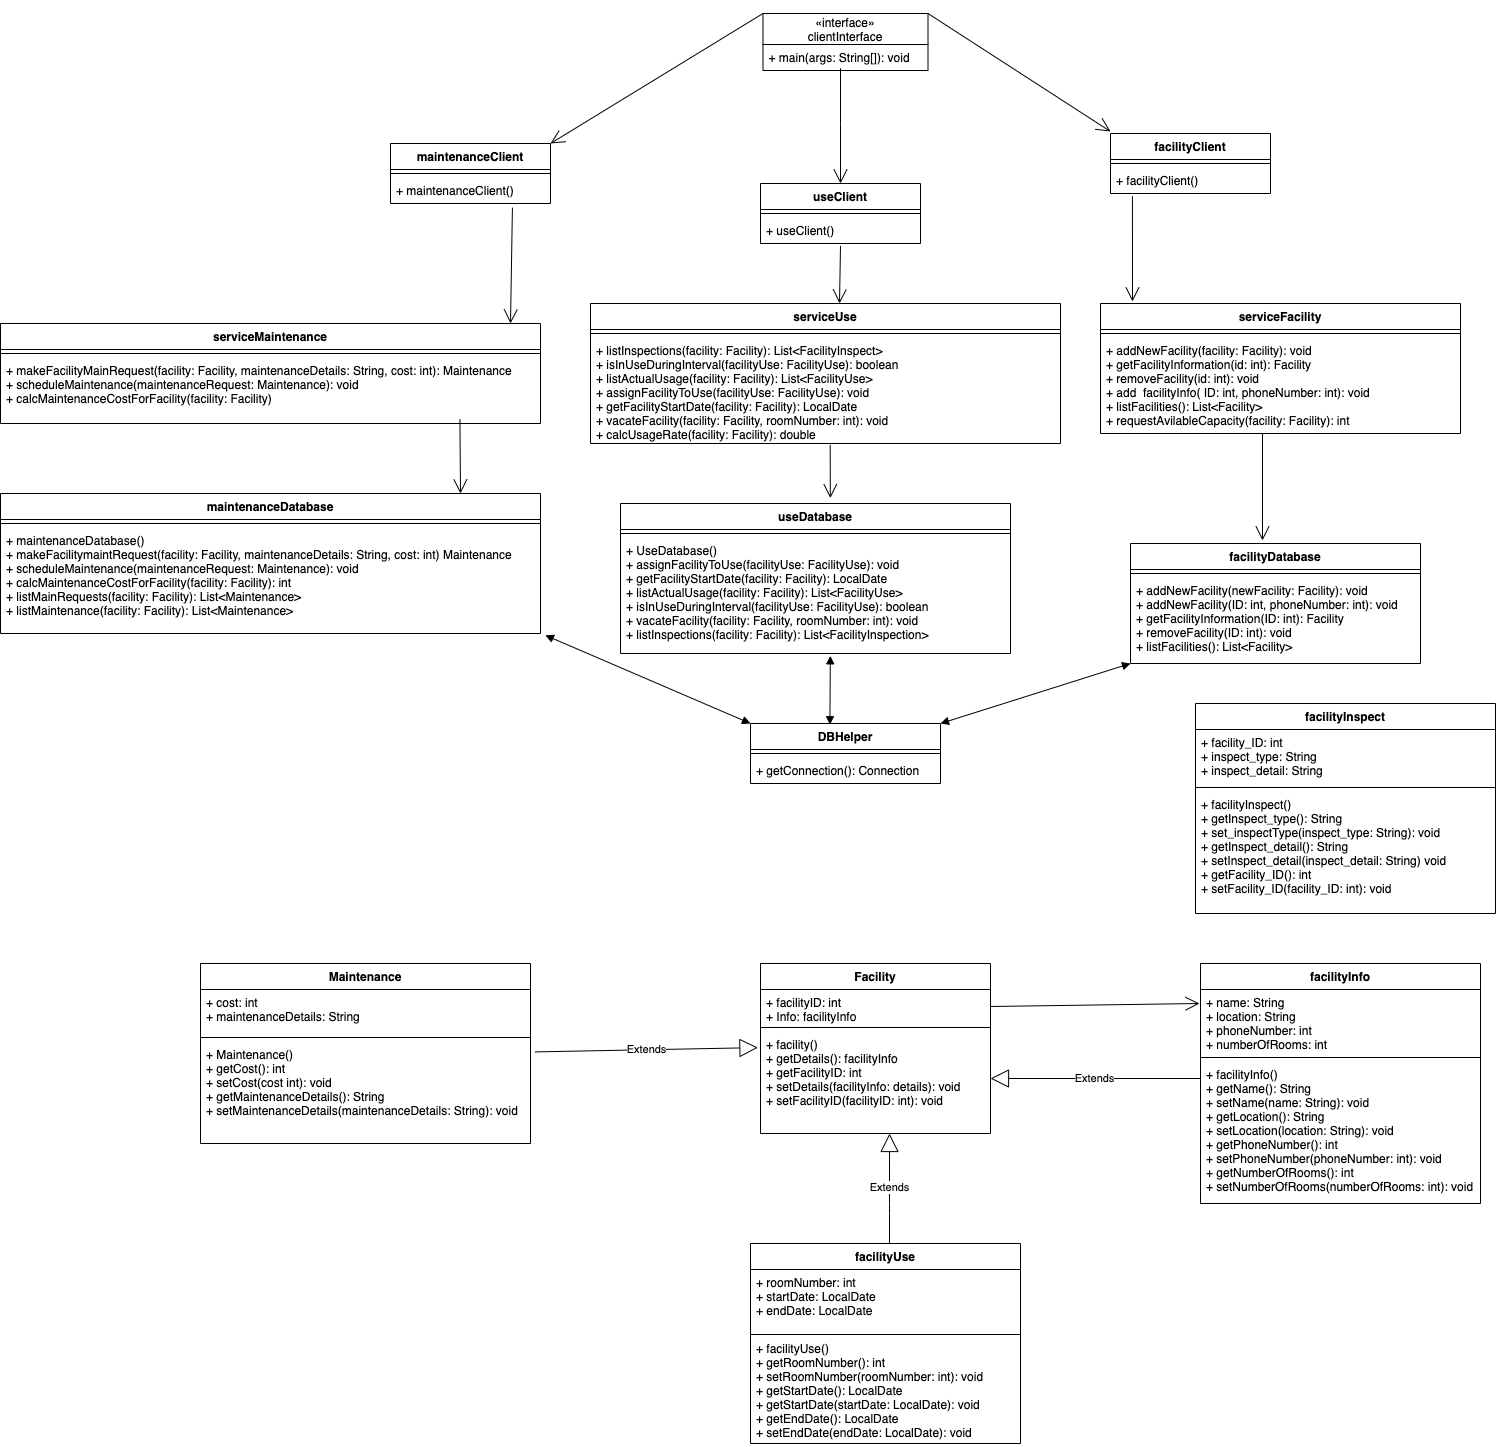 «interface»
clientInterface
+ main(args: String[]): void
maintenanceClient
+ maintenanceClient()
useClient
+ useClient()
facilityClient
+ facilityClient()
serviceMaintenance
+ makeFacilityMainRequest(facility: Facility, maintenanceDetails: String, cost: int): Maintenance
+ scheduleMaintenance(maintenanceRequest: Maintenance): void
+ calcMaintenanceCostForFacility(facility: Facility)
serviceUse
+ listInspections(facility: Facility): List<FacilityInspect>
+ isInUseDuringInterval(facilityUse: FacilityUse): boolean
+ listActualUsage(facility: Facility): List<FacilityUse>
+ assignFacilityToUse(facilityUse: FacilityUse): void
+ getFacilityStartDate(facility: Facility): LocalDate
+ vacateFacility(facility: Facility, roomNumber: int): void
+ calcUsageRate(facility: Facility): double
serviceFacility
+ addNewFacility(facility: Facility): void
+ getFacilityInformation(id: int): Facility
+ removeFacility(id: int): void
+ add  facilityInfo( ID: int, phoneNumber: int): void
+ listFacilities(): List<Facility>
+ requestAvilableCapacity(facility: Facility): int
maintenanceDatabase
+ maintenanceDatabase()
+ makeFacilitymaintRequest(facility: Facility, maintenanceDetails: String, cost: int) Maintenance
+ scheduleMaintenance(maintenanceRequest: Maintenance): void
+ calcMaintenanceCostForFacility(facility: Facility): int
+ listMainRequests(facility: Facility): List<Maintenance>
+ listMaintenance(facility: Facility): List<Maintenance>
useDatabase
+ UseDatabase()
+ assignFacilityToUse(facilityUse: FacilityUse): void
+ getFacilityStartDate(facility: Facility): LocalDate
+ listActualUsage(facility: Facility): List<FacilityUse>
+ isInUseDuringInterval(facilityUse: FacilityUse): boolean
+ vacateFacility(facility: Facility, roomNumber: int): void
+ listInspections(facility: Facility): List<FacilityInspection>
facilityDatabase
+ addNewFacility(newFacility: Facility): void
+ addNewFacility(ID: int, phoneNumber: int): void
+ getFacilityInformation(ID: int): Facility
+ removeFacility(ID: int): void
+ listFacilities(): List<Facility>
DBHelper
+ getConnection(): Connection
facilityInspect
+ facility_ID: int
+ inspect_type: String
+ inspect_detail: String
+ facilityInspect()
+ getInspect_type(): String
+ set_inspectType(inspect_type: String): void
+ getInspect_detail(): String
+ setInspect_detail(inspect_detail: String) void
+ getFacility_ID(): int
+ setFacility_ID(facility_ID: int): void
Maintenance
+ cost: int
+ maintenanceDetails: String
+ Maintenance()
+ getCost(): int
+ setCost(cost int): void
+ getMaintenanceDetails(): String
+ setMaintenanceDetails(maintenanceDetails: String): void
Extends
Facility
+ facilityID: int
+ Info: facilityInfo
+ facility()
+ getDetails(): facilityInfo
+ getFacilityID: int
+ setDetails(facilityInfo: details): void
+ setFacilityID(facilityID: int): void
Extends
facilityInfo
+ name: String
+ location: String
+ phoneNumber: int
+ numberOfRooms: int
+ facilityInfo()
+ getName(): String
+ setName(name: String): void
+ getLocation(): String
+ setLocation(location: String): void
+ getPhoneNumber(): int
+ setPhoneNumber(phoneNumber: int): void
+ getNumberOfRooms(): int
+ setNumberOfRooms(numberOfRooms: int): void
Extends
facilityUse
+ roomNumber: int
+ startDate: LocalDate
+ endDate: LocalDate
+ facilityUse()
+ getRoomNumber(): int
+ setRoomNumber(roomNumber: int): void
+ getStartDate(): LocalDate
+ getStartDate(startDate: LocalDate): void
+ getEndDate(): LocalDate
+ setEndDate(endDate: LocalDate): void